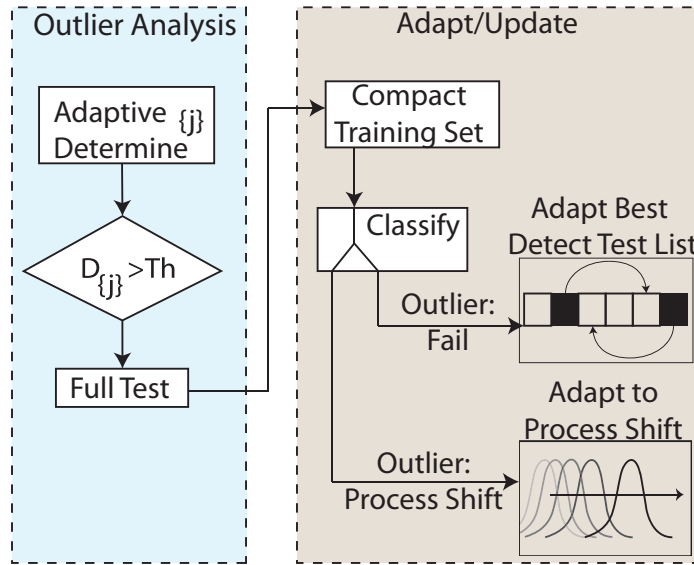 Outlier Analysis
Adaptive {j}
Determine
D{j} >Th
Full Test
Adapt/Update
Compact
Training Set
Classify
Adapt Best
Detect Test List
Outlier:
Fail
Adapt to
Process Shift
Outlier:
Process Shift